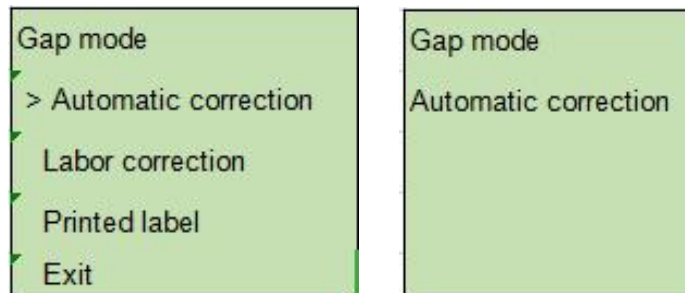 Gap mode
> Automatic correction
Labor correction
Printed label
Exit
Gap mode
Automatic correction